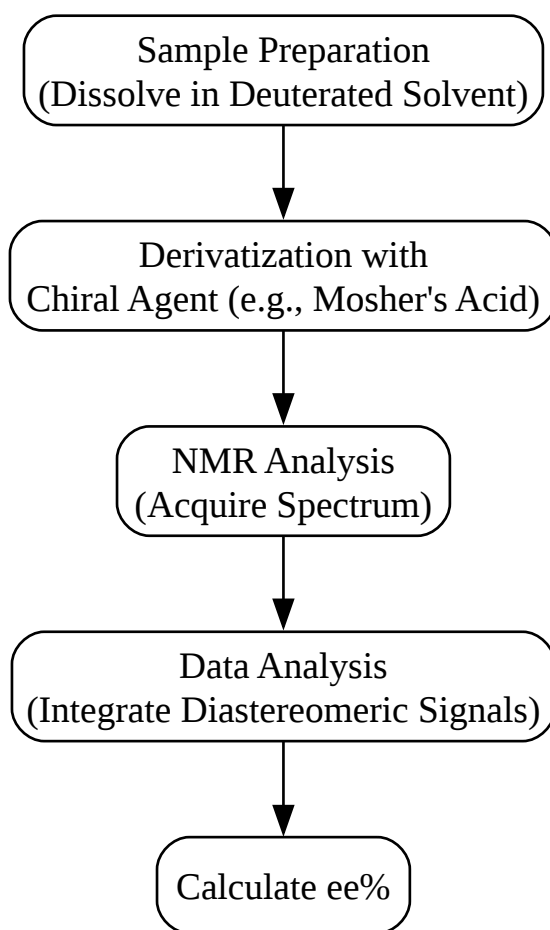 Sample Preparation
(Dissolve in Deuterated Solvent)
Derivatization with
Chiral Agent (e.g., Mosher's Acid)
NMR Analysis
(Acquire Spectrum)
Data Analysis
(Integrate Diastereomeric Signals)
Calculate ee%